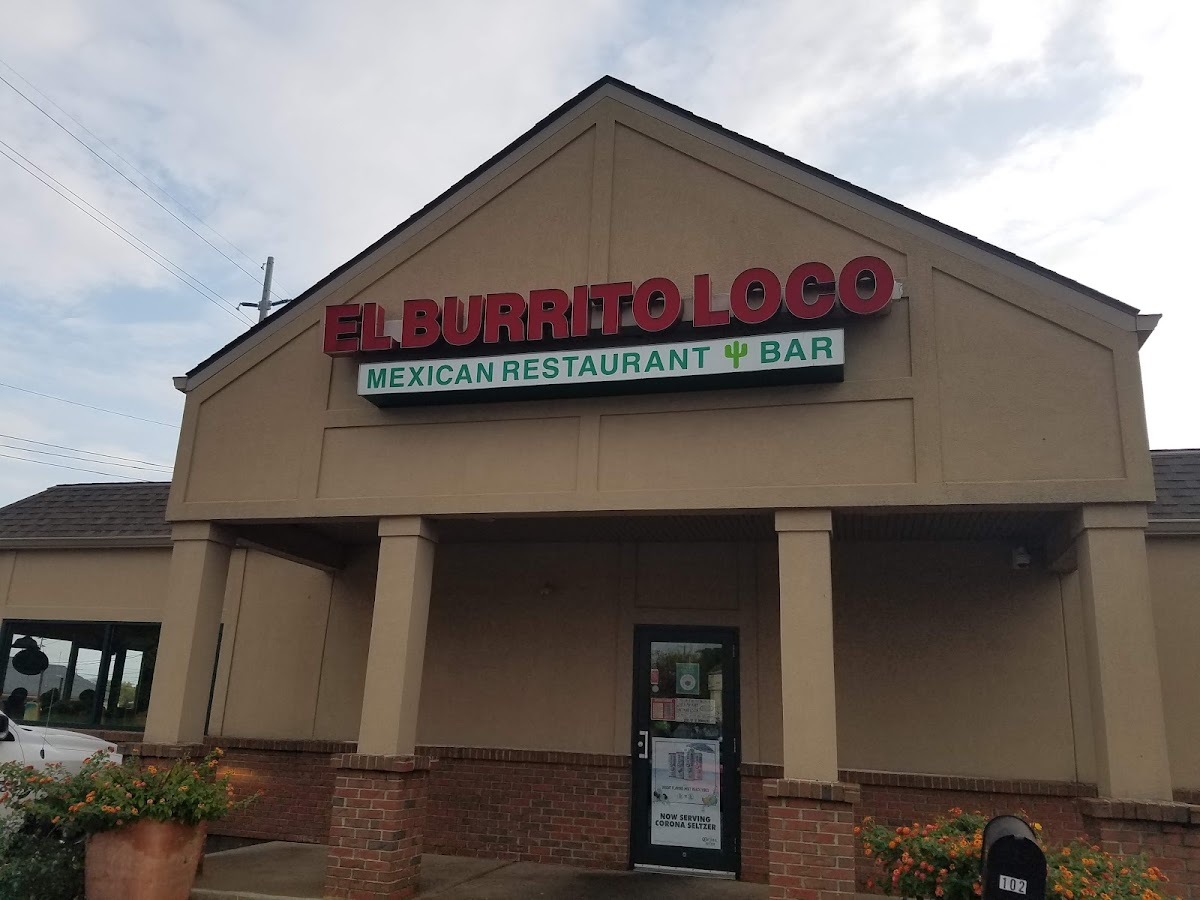 EL BURRITO LOCO
MEXICAN RESTAURANT BAR
NOW SERVING
CORONA SELTZER
102